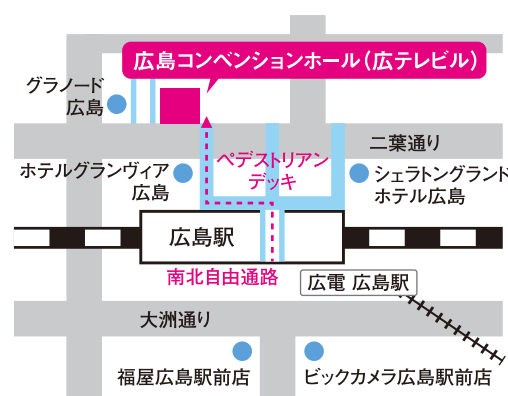 広島コンベンションホール（広テレビル）
グラノード
広島
二葉通り
ペデストリアン
デッキ
ホテルグランヴィア
広島
シェラトングランド
ホテル広島
広島駅
南北自由通路
広電 広島駅
大洲通り
福屋広島駅前店
ビックカメラ広島駅前店